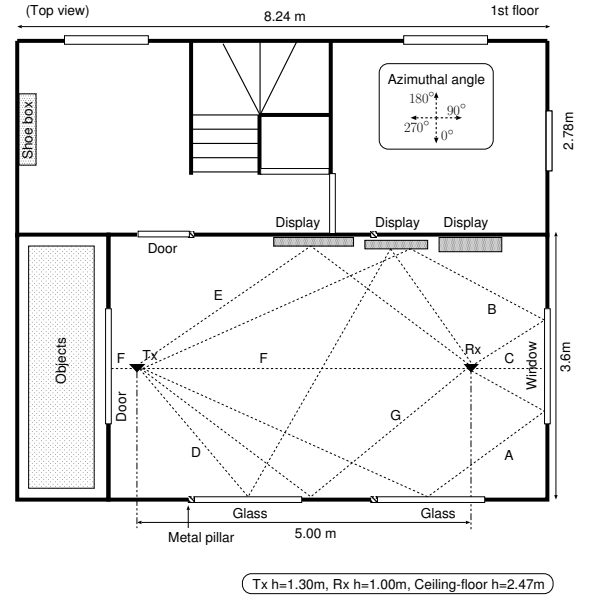 (Top view)
8.24 m
1st floor
Shoe box
Azimuthal angle
180°
90°
270°
0°
2.78m
Display
Display
Display
Door
E
B
Objects
F
Tx
F
Rx
C
Window
3.6m
Door
G
D
A
Glass
Glass
Metal pillar
5.00 m
Tx h=1.30m, Rx h=1.00m, Ceiling-floor h=2.47m